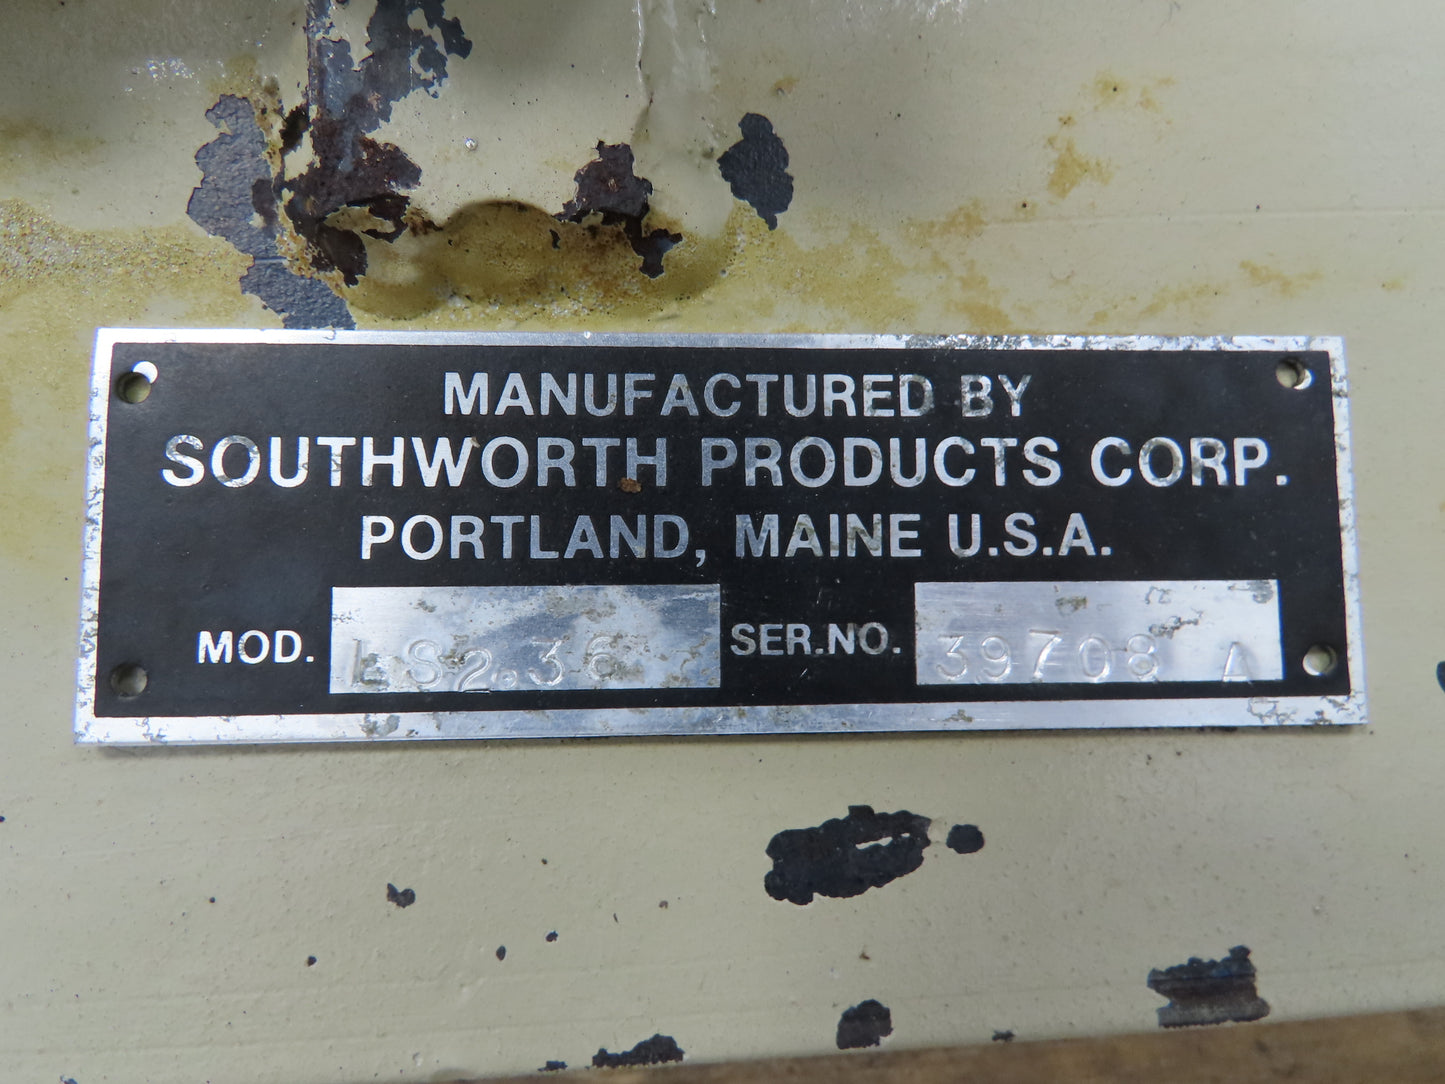 MANUFACTURED BY
SOUTHWORTH PRODUCTS CORP.
PORTLAND, MAINE U.S.A.
MOD. LS2.36 SER.NO. 39708 A